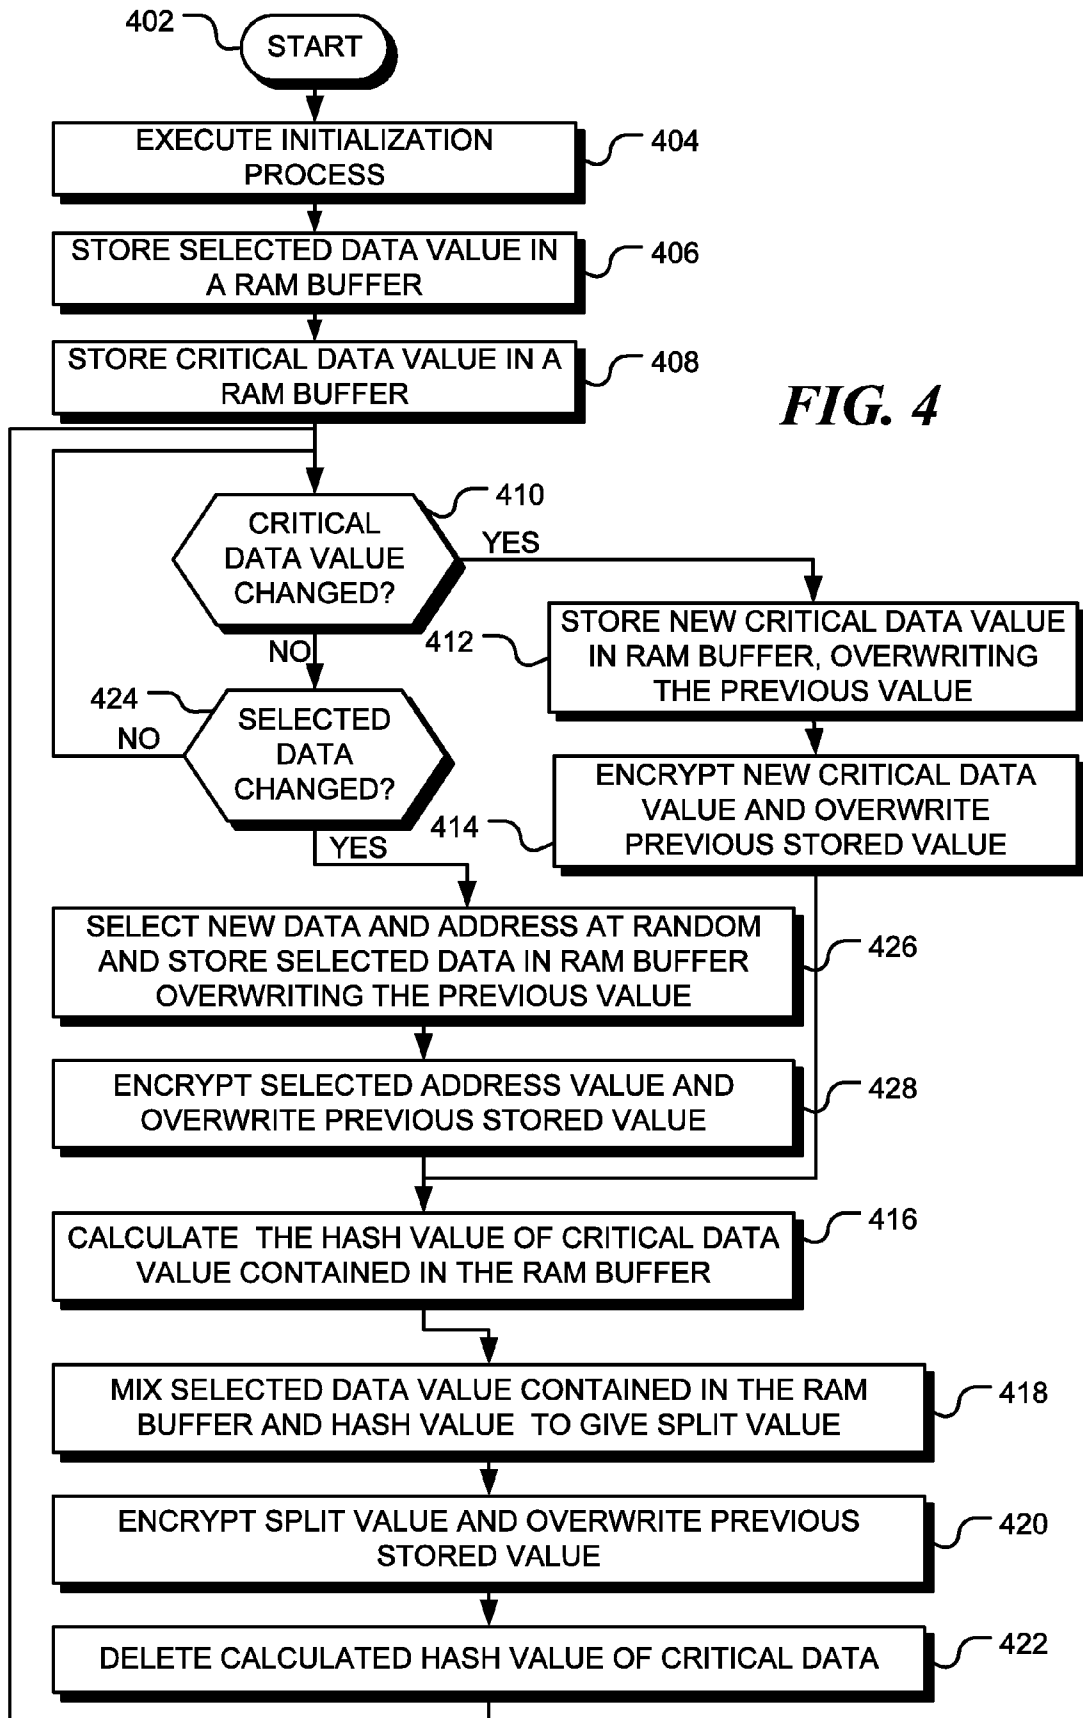 402
START
EXECUTE INITIALIZATION
PROCESS
404
STORE SELECTED DATA VALUE IN
A RAM BUFFER
406
STORE CRITICAL DATA VALUE IN A
RAM BUFFER
408
FIG. 4
410
CRITICAL
DATA VALUE
CHANGED?
YES
NO
412
STORE NEW CRITICAL DATA VALUE
IN RAM BUFFER, OVERWRITING
THE PREVIOUS VALUE
424
SELECTED
DATA
CHANGED?
NO
YES
414
ENCRYPT NEW CRITICAL DATA
VALUE AND OVERWRITE
PREVIOUS STORED VALUE
SELECT NEW DATA AND ADDRESS AT RANDOM
AND STORE SELECTED DATA IN RAM BUFFER
OVERWRITING THE PREVIOUS VALUE
426
ENCRYPT SELECTED ADDRESS VALUE AND
OVERWRITE PREVIOUS STORED VALUE
428
CALCULATE THE HASH VALUE OF CRITICAL DATA
VALUE CONTAINED IN THE RAM BUFFER
416
MIX SELECTED DATA VALUE CONTAINED IN THE RAM
BUFFER AND HASH VALUE TO GIVE SPLIT VALUE
418
ENCRYPT SPLIT VALUE AND OVERWRITE PREVIOUS
STORED VALUE
420
DELETE CALCULATED HASH VALUE OF CRITICAL DATA
422